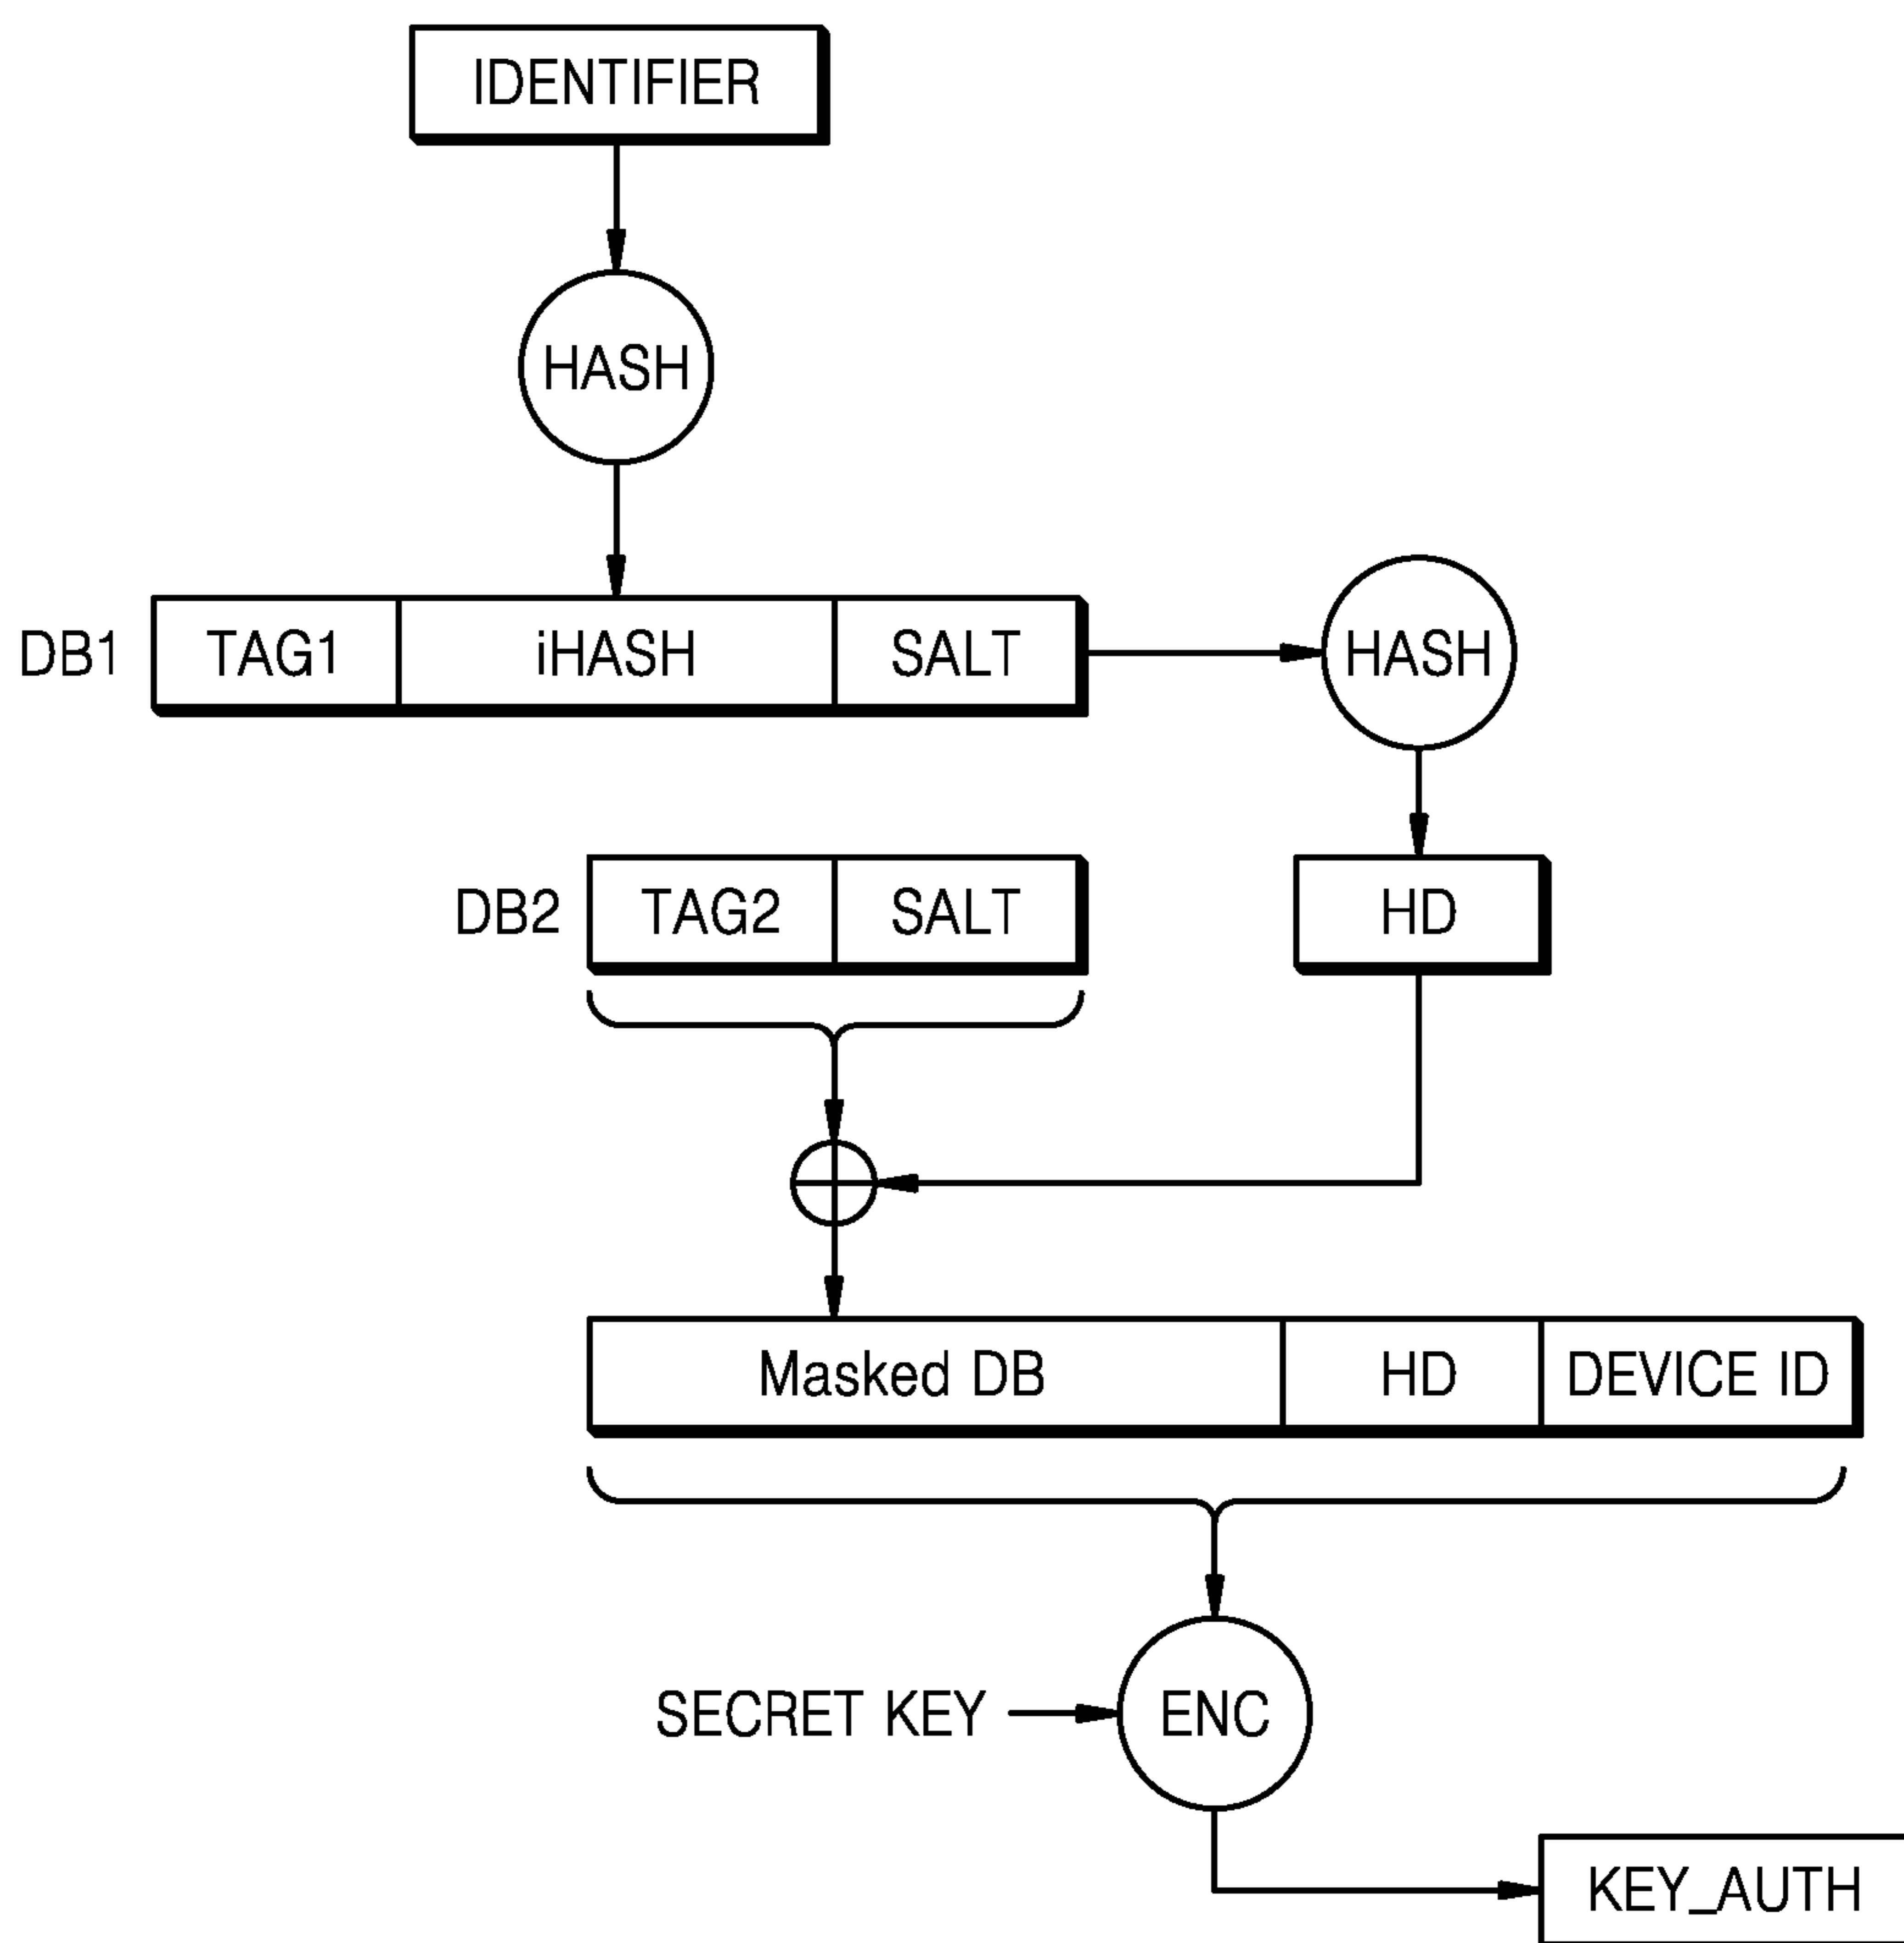 IDENTIFIER
HASH
DB1 TAG1 iHASH SALT HASH
DB2 TAG2 SALT HD
Masked DB HD DEVICE ID
SECRET KEY ENC
KEY_AUTH